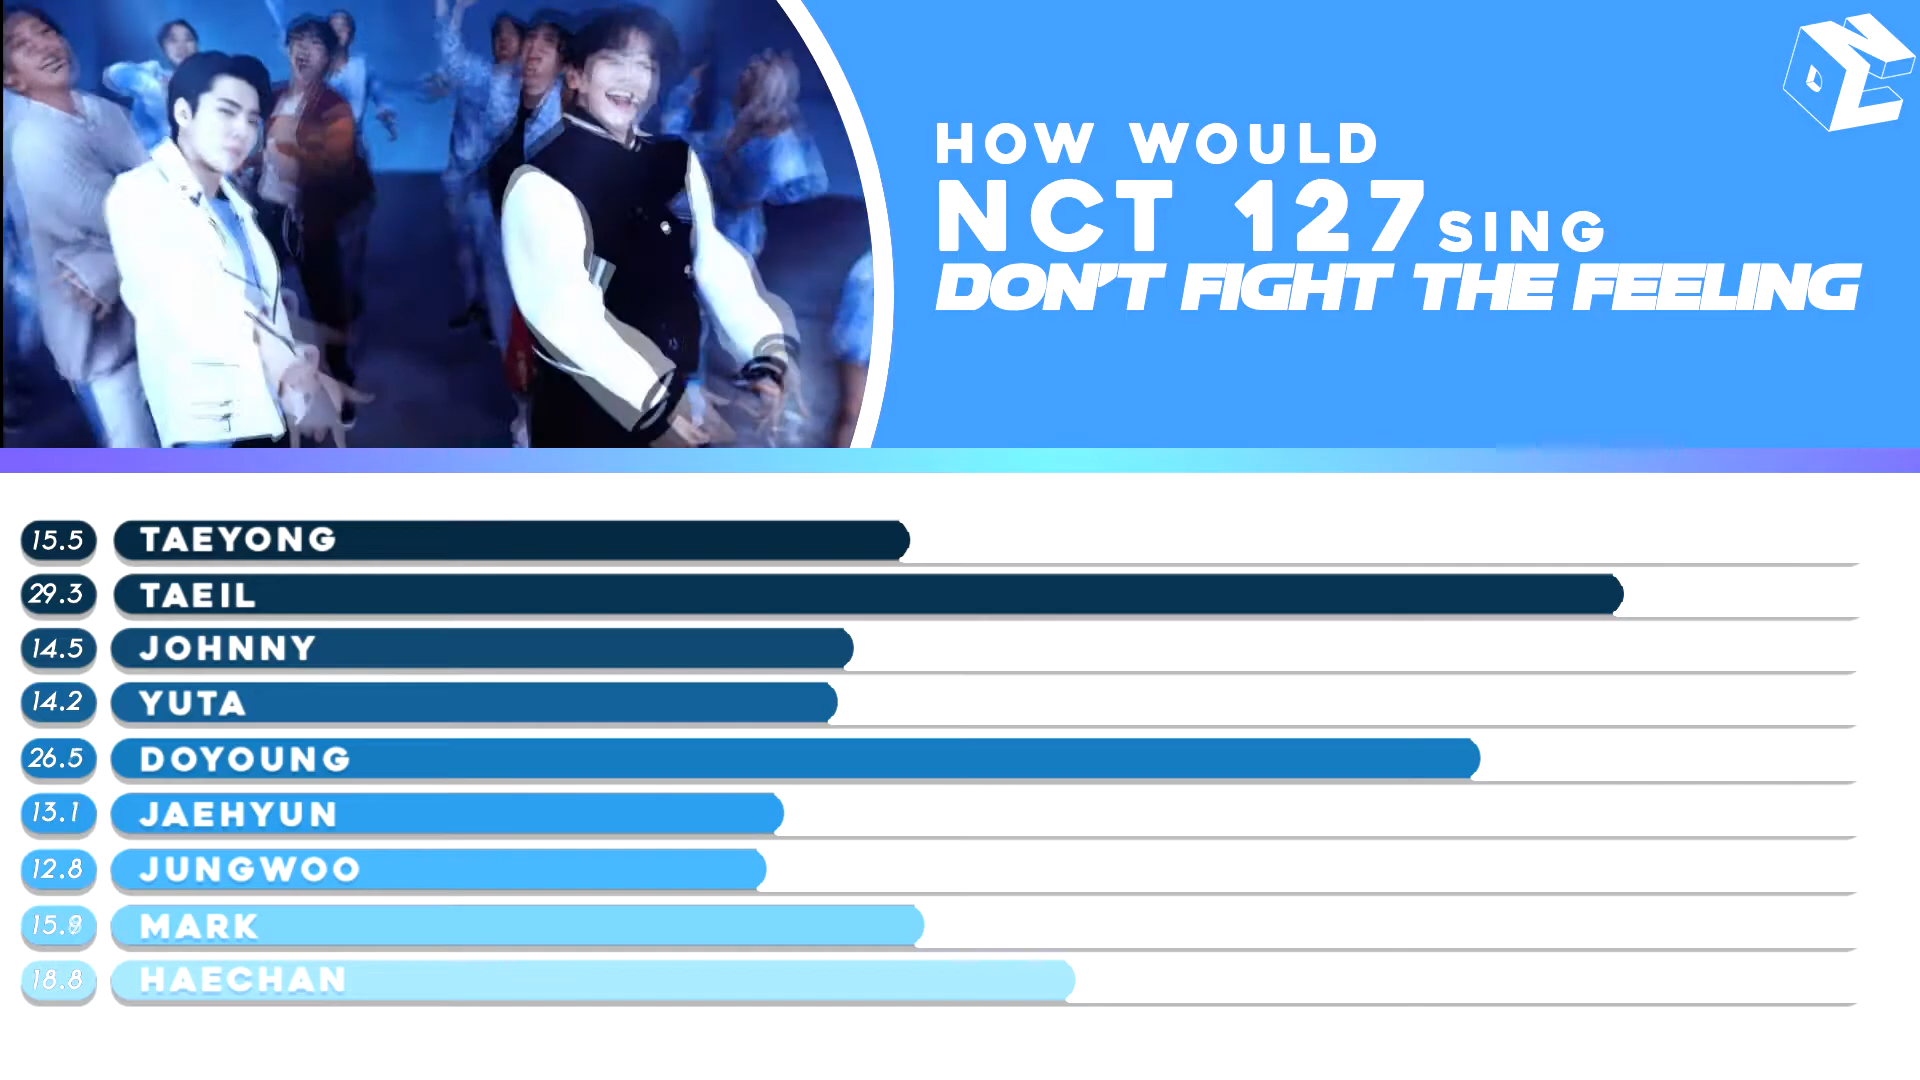 HOW WOULD
NCT 127 SING
DON'T FIGHT THE FEELING
15.5 TAEYONG
29.3 TAEIL
14.5 JOHNNY
14.2 YUTA
26.5 DOYOUNG
13.1 JAEHYUN
12.8 JUNGWOO
MARK
18.8 HAECHAN